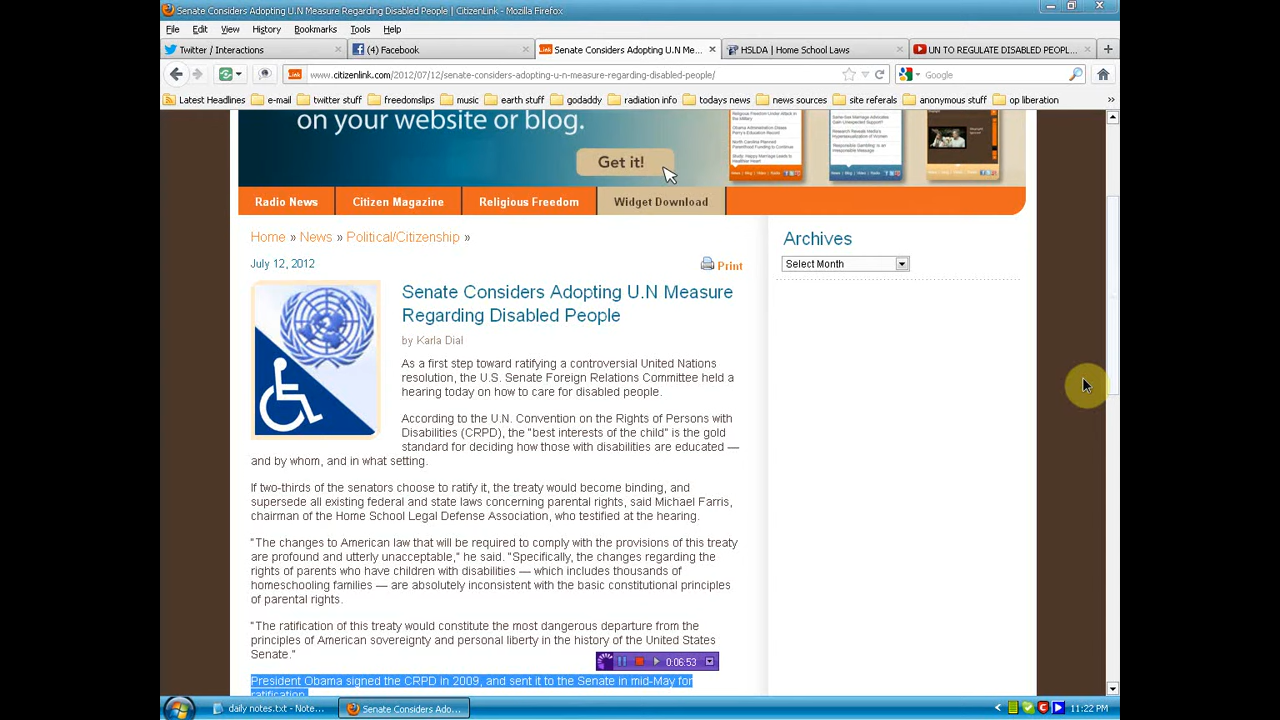 Senate Considers Adopting U.N Measure Regarding Disabled People | CitizenLink - Mozilla Firefox
File Edit View History Bookmarks Tools Help
Twitter / Interactions × (4) Facebook × Senate Considers Adopting U.N Me... × HSLDA | Home School Laws × UN TO REGULATE DISABLED PEOPL... × +
www.citizenlink.com/2012/07/12/senate-considers-adopting-u-n-measure-regarding-disabled-people/ Google
Latest Headlines e-mail twitter stuff freedomslips music earth stuff godaddy radiation info todays news news sources site referals anonymous stuff op liberation
on your website or blog.
Get it!
Radio News Citizen Magazine Religious Freedom Widget Download
Home » News » Political/Citizenship »
Archives
July 12, 2012
Print
Select Month
Senate Considers Adopting U.N Measure
Regarding Disabled People
by Karla Dial
As a first step toward ratifying a controversial United Nations
resolution, the U.S. Senate Foreign Relations Committee held a
hearing today on how to care for disabled people.
According to the U.N. Convention on the Rights of Persons with
Disabilities (CRPD), the "best interests of the child" is the gold
standard for deciding how those with disabilities are educated —
and by whom, and in what setting.
If two-thirds of the senators choose to ratify it, the treaty would become binding, and
supersede all existing federal and state laws concerning parental rights, said Michael Farris,
chairman of the Home School Legal Defense Association, who testified at the hearing.
"The changes to American law that will be required to comply with the provisions of this treaty
are profound and utterly unacceptable," he said. "Specifically, the changes regarding the
rights of parents who have children with disabilities — which includes thousands of
homeschooling families — are absolutely inconsistent with the basic constitutional principles
of parental rights.
"The ratification of this treaty would constitute the most dangerous departure from the
principles of American sovereignty and personal liberty in the history of the United States
Senate."
0:06:53
President Obama signed the CRPD in 2009, and sent it to the Senate in mid-May for
ratification.
daily notes.txt - Note... Senate Considers Ado... 11:22 PM